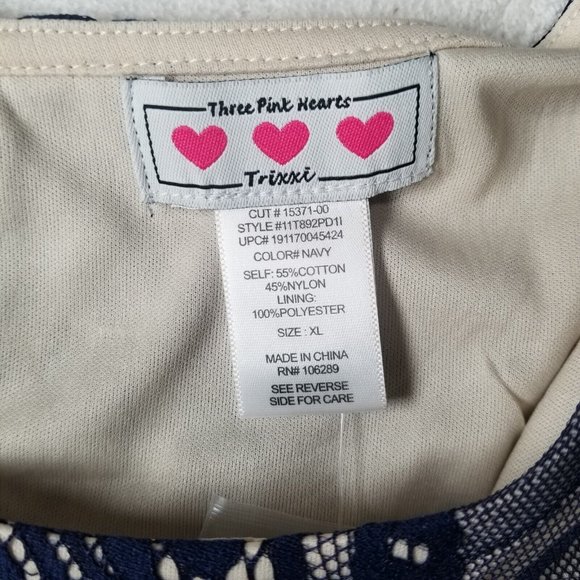 Three Pink Hearts
Trixxi
CUT # 15371-00
STYLE #11T892PD1I
UPC# 191170045424
COLOR# NAVY
SELF: 55%COTTON
45%NYLON
LINING:
100%POLYESTER
SIZE : XL
MADE IN CHINA
RN# 106289
SEE REVERSE
SIDE FOR CARE